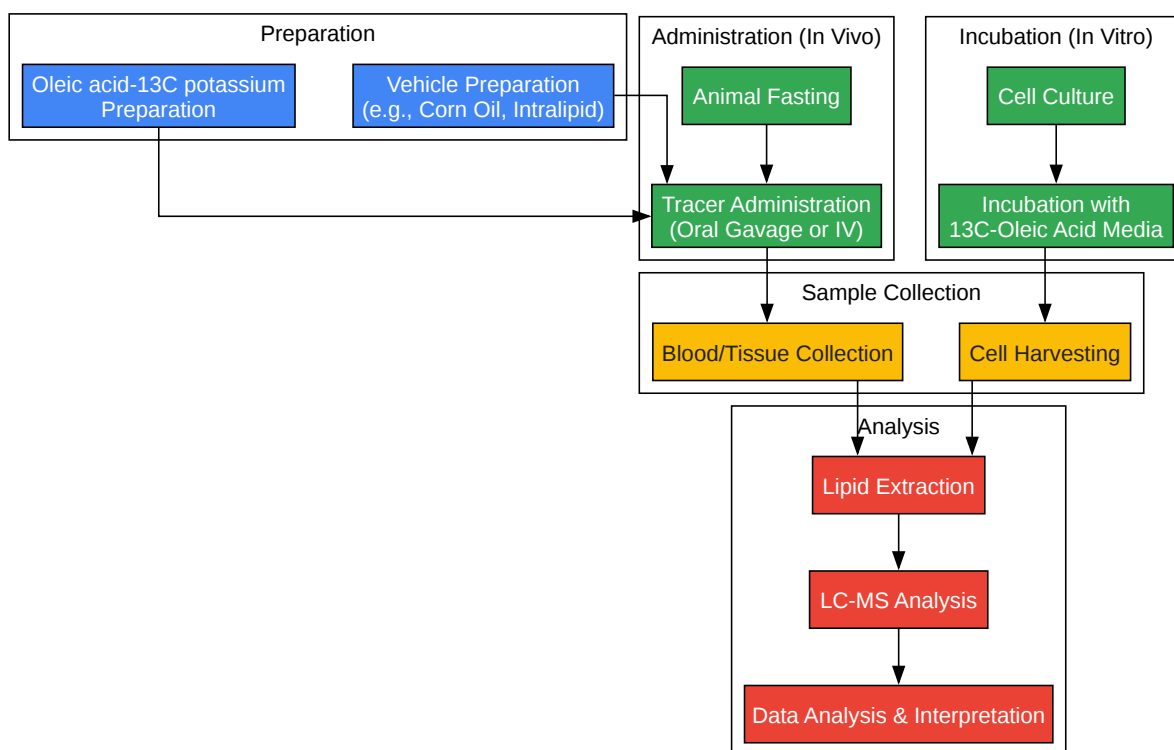 Preparation
Oleic acid-13C potassium
Preparation
Vehicle Preparation
(e.g., Corn Oil, Intralipid)
Administration (In Vivo)
Animal Fasting
Tracer Administration
(Oral Gavage or IV)
Incubation (In Vitro)
Cell Culture
Incubation with
13C-Oleic Acid Media
Sample Collection
Blood/Tissue Collection
Cell Harvesting
Analysis
Lipid Extraction
LC-MS Analysis
Data Analysis & Interpretation